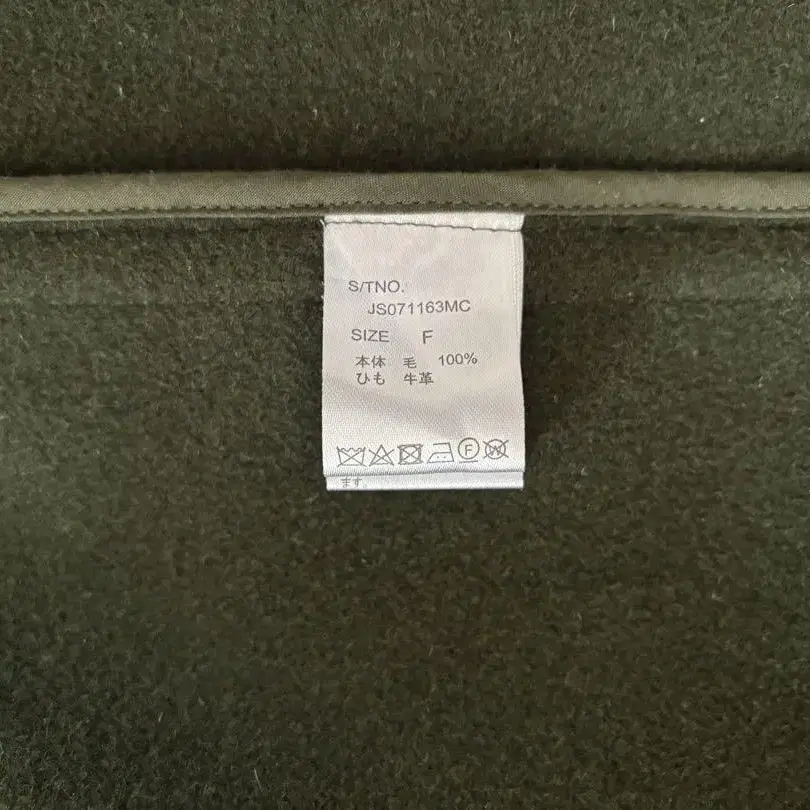 S/TNO.
JS071163MC
SIZE F
本体 毛 100%
ひも 牛革
F W
ます。